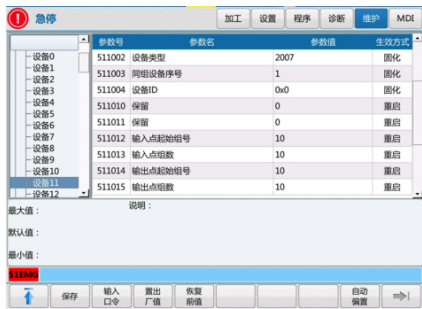 急停
加工 设置 程序 诊断 维护 MDI
参数号 参数名 参数值 生效方式
设备0
设备1
设备2
设备3
设备4
设备5
设备6
设备7
设备8
设备9
设备10
设备11
设备12
511002 设备类型 2007 固化
511003 同组设备序号 1 固化
511004 设备ID 0x0 固化
511010 保留 0 重启
511011 保留 0 重启
511012 输入点起始组号 10 重启
511013 输入点组数 10 重启
511014 输出点起始组号 10 重启
511015 输出点组数 10 重启
最大值： 说明：
默认值：
最小值：
S1EMG
保存 输入口令 置出厂值 恢复前值 自动偏置